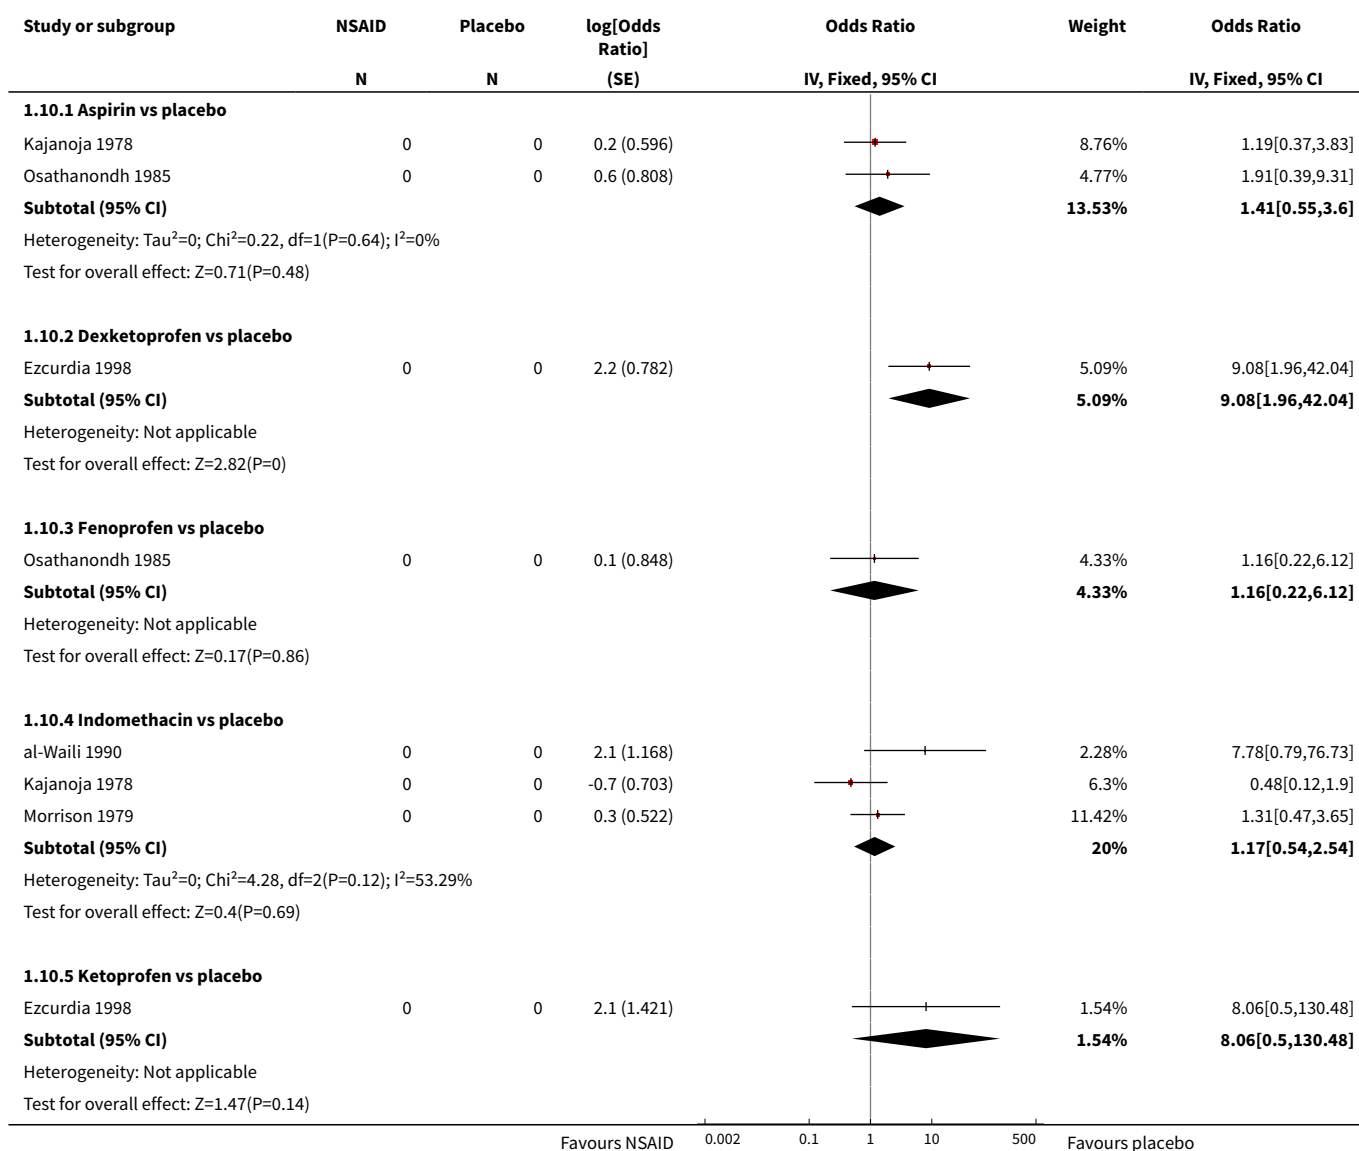 Study or subgroup NSAID Placebo log[Odds Ratio] Odds Ratio Weight Odds Ratio
N N (SE) IV, Fixed, 95% CI IV, Fixed, 95% CI
1.10.1 Aspirin vs placebo
Kajanoja 1978 0 0 0.2 (0.596) 8.76% 1.19[0.37,3.83]
Osathanondh 1985 0 0 0.6 (0.808) 4.77% 1.91[0.39,9.31]
Subtotal (95% CI) 13.53% 1.41[0.55,3.6]
Heterogeneity: Tau²=0; Chi²=0.22, df=1(P=0.64); I²=0%
Test for overall effect: Z=0.71(P=0.48)
1.10.2 Dexketoprofen vs placebo
Ezcurdia 1998 0 0 2.2 (0.782) 5.09% 9.08[1.96,42.04]
Subtotal (95% CI) 5.09% 9.08[1.96,42.04]
Heterogeneity: Not applicable
Test for overall effect: Z=2.82(P=0)
1.10.3 Fenoprofen vs placebo
Osathanondh 1985 0 0 0.1 (0.848) 4.33% 1.16[0.22,6.12]
Subtotal (95% CI) 4.33% 1.16[0.22,6.12]
Heterogeneity: Not applicable
Test for overall effect: Z=0.17(P=0.86)
1.10.4 Indomethacin vs placebo
al-Waili 1990 0 0 2.1 (1.168) 2.28% 7.78[0.79,76.73]
Kajanoja 1978 0 0 -0.7 (0.703) 6.3% 0.48[0.12,1.9]
Morrison 1979 0 0 0.3 (0.522) 11.42% 1.31[0.47,3.65]
Subtotal (95% CI) 20% 1.17[0.54,2.54]
Heterogeneity: Tau²=0; Chi²=4.28, df=2(P=0.12); I²=53.29%
Test for overall effect: Z=0.4(P=0.69)
1.10.5 Ketoprofen vs placebo
Ezcurdia 1998 0 0 2.1 (1.421) 1.54% 8.06[0.5,130.48]
Subtotal (95% CI) 1.54% 8.06[0.5,130.48]
Heterogeneity: Not applicable
Test for overall effect: Z=1.47(P=0.14)
Favours NSAID 0.002 0.1 1 10 500 Favours placebo